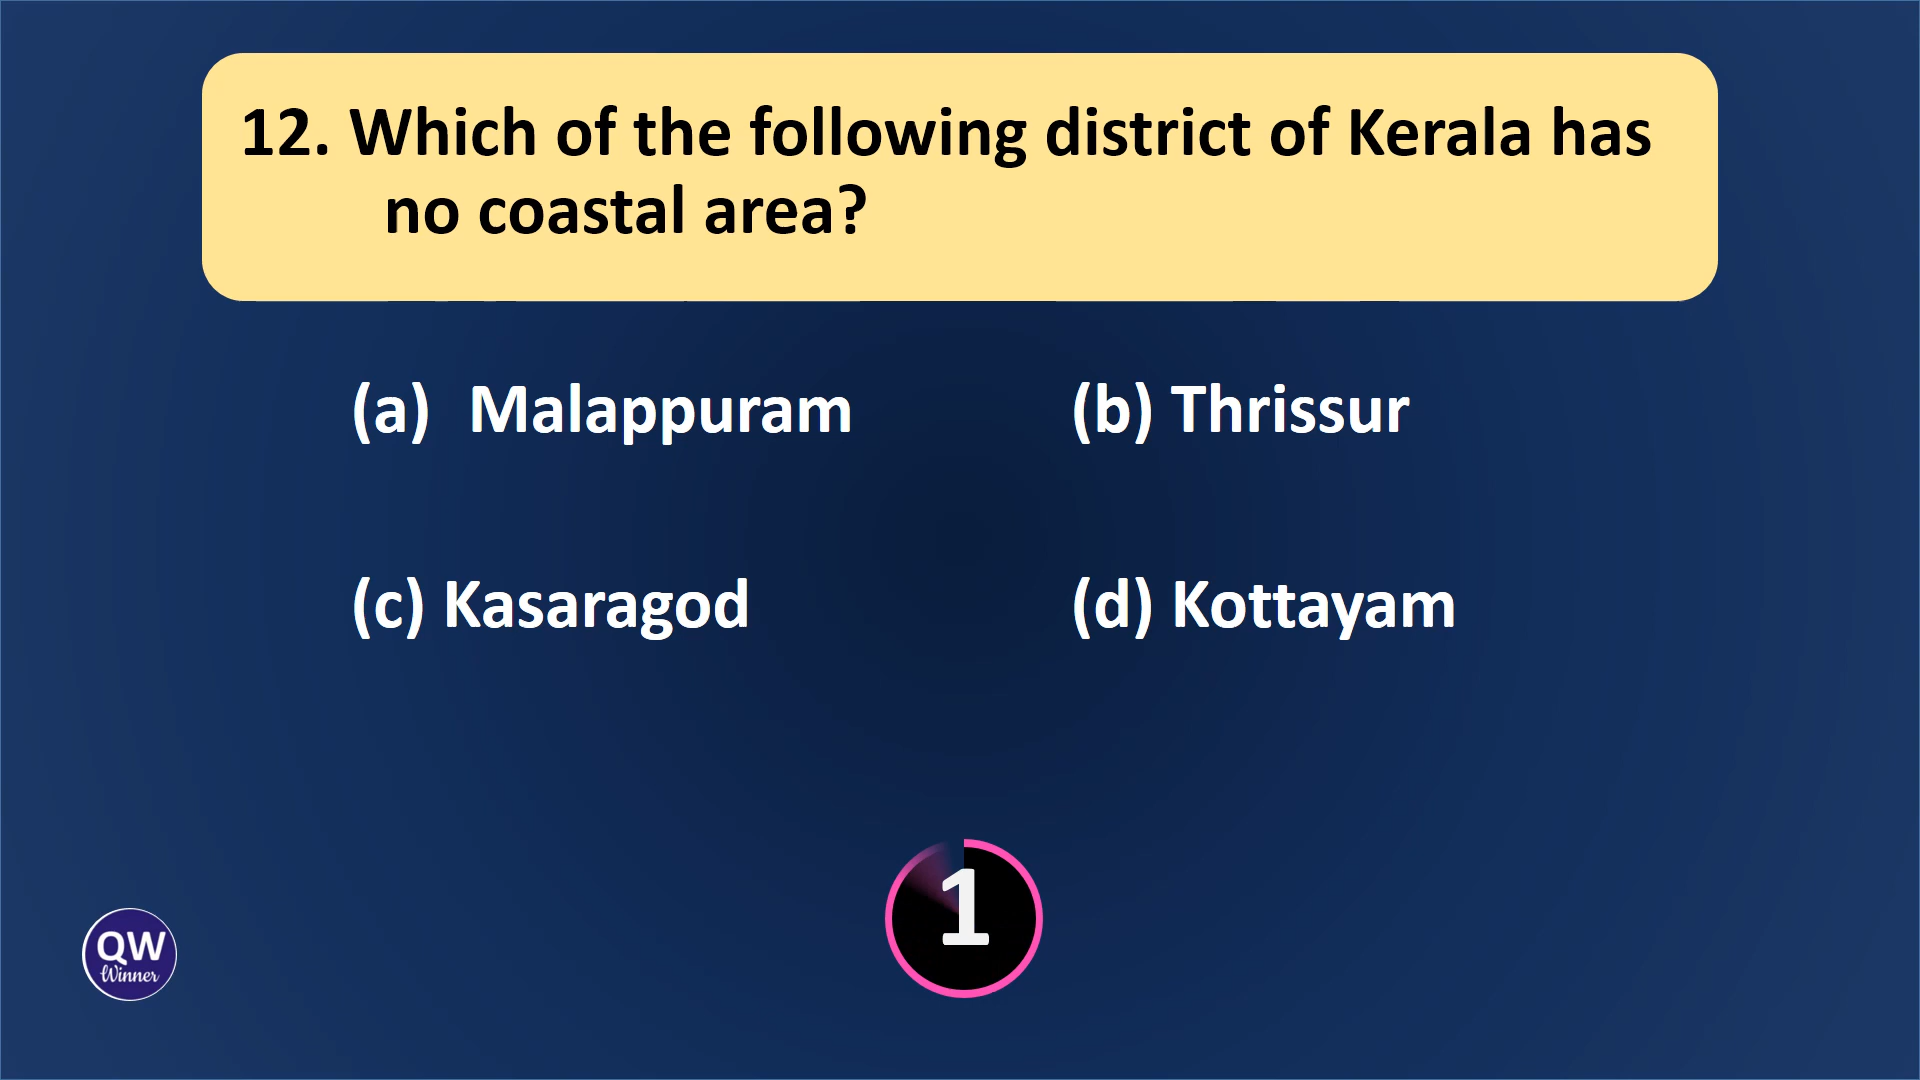 12. Which of the following district of Kerala has
no coastal area?
(a) Malappuram
(b) Thrissur
(c) Kasaragod
(d) Kottayam
1
QW
Winner